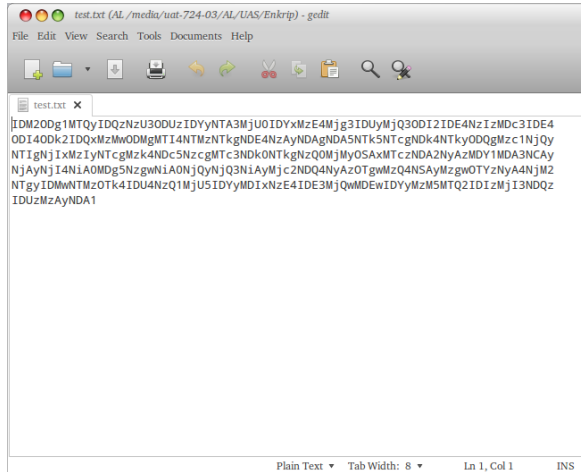 test.txt (AL /media/uat-724-03/AL/UAS/Enkrip) - gedit
File Edit View Search Tools Documents Help
test.txt
IDM2ODg1MTQyIDQzNzU3ODUzIDYyNTA3MjU0IDYxMzE4Mjg3IDUyMjQ3ODI2IDE4NzIzMDc3IDE4
ODI4ODk2IDQxMzMwODMgMTI4NTMzNTkgNDE4NzAyNDAgNDA5NTk5NTcgNDk4NTkyODQgMzc1NjQy
NTIgNjIxMzIyNTcgMzk4NDc5NzcgMTc3NDk0NTkgNzQ0MjMyOSAxMTczNDA2NyAzMDY1MDA3NCAy
NjAyNjI4NiA0MDg5NzgwNiA0NjQyNjQ3NiAyMjc2NDQ4NyAzOTgwMzQ4NSAyMzgwOTYzNyA4NjM2
NTgyIDMwNTMzOTk4IDU4NzQ1MjU5IDYyMDIxNzE4IDE3MjQwMDEwIDYyMzM5MTQ2IDIzMjI3NDQz
IDUzMzAyNDA1
Plain Text Tab Width: 8 Ln 1, Col 1 INS